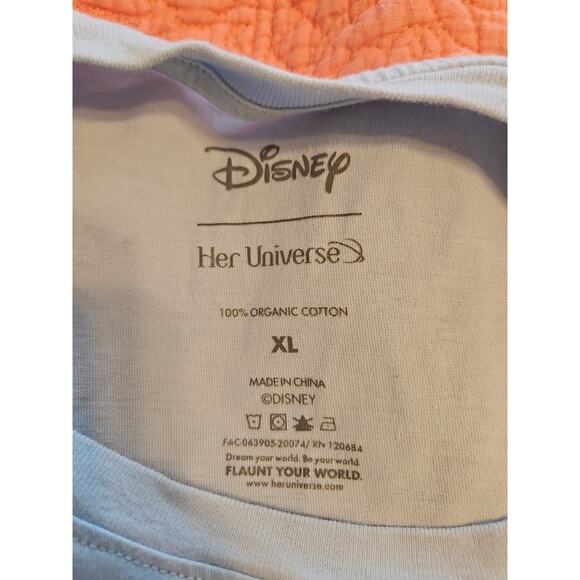 Disney
Her Universe
100% ORGANIC COTTON
XL
MADE IN CHINA
©DISNEY
FAC-063905-20074/ RN 120684
Dream your world. Be your world.
FLAUNT YOUR WORLD.
www.heruniverse.com